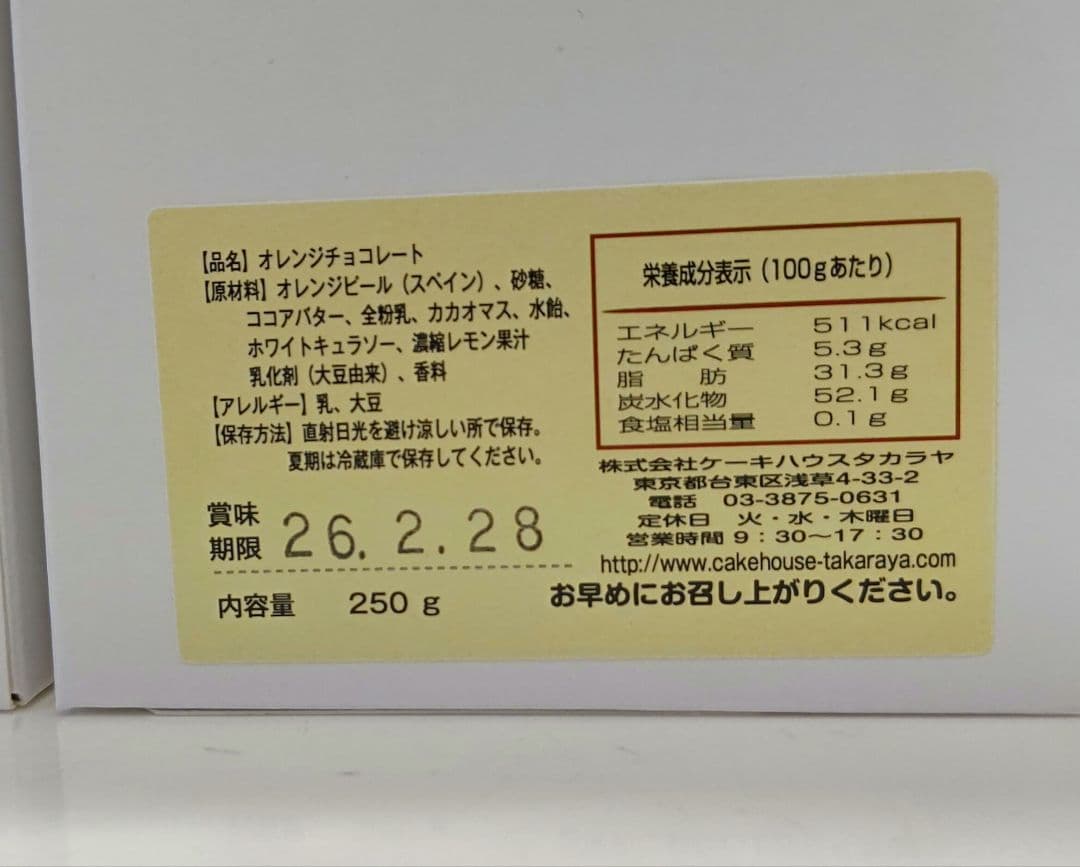 【品名】オレンジチョコレート
【原材料】オレンジピール（スペイン）、砂糖、
ココアバター、全粉乳、カカオマス、水飴、
ホワイトキュラソー、濃縮レモン果汁
乳化剤（大豆由来）、香料
【アレルギー】乳、大豆
【保存方法】直射日光を避け涼しい所で保存。
夏期は冷蔵庫で保存してください。
賞味期限 26.2.28
内容量 250 g
栄養成分表示（100gあたり）
エネルギー 511kcal
たんぱく質 5.3g
脂肪 31.3g
炭水化物 52.1g
食塩相当量 0.1g
株式会社ケーキハウスタカラヤ
東京都台東区浅草4-33-2
電話 03-3875-0631
定休日 火・水・木曜日
営業時間 9：30～17：30
http://www.cakehouse-takaraya.com
お早めにお召し上がりください。